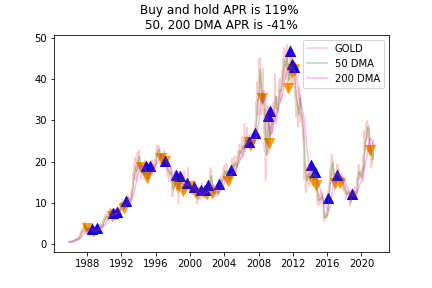 Buy and hold APR is 119%
50, 200 DMA APR is -41%
50
40
30
20
10
0
GOLD
50 DMA
200 DMA
1988 1992 1996 2000 2004 2008 2012 2016 2020